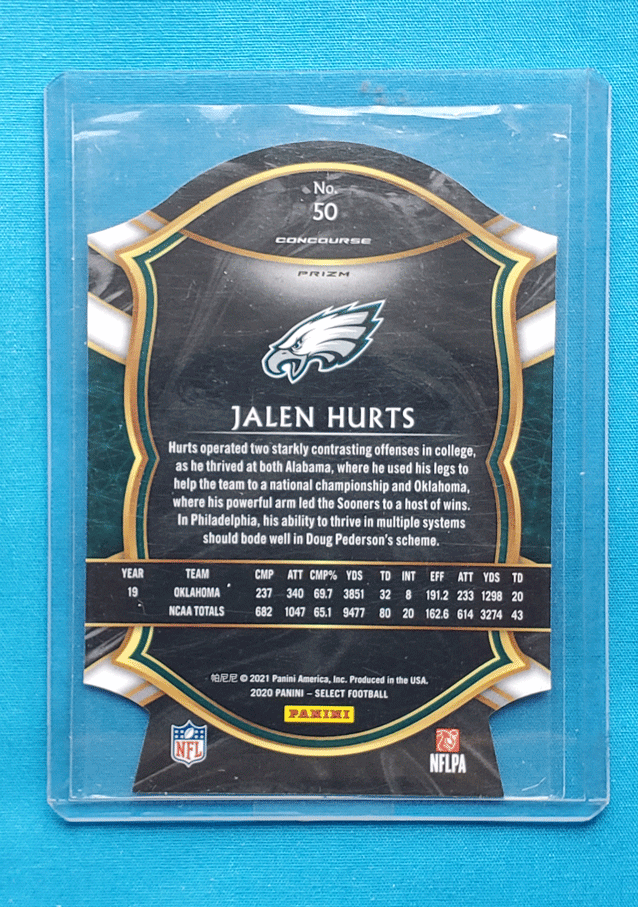 No.
50
CONCOURSE
PRIZM
JALEN HURTS
Hurts operated two starkly contrasting offenses in college,
as he thrived at both Alabama, where he used his legs to
help the team to a national championship and Oklahoma,
where his powerful arm led the Sooners to a host of wins.
In Philadelphia, his ability to thrive in multiple systems
should bode well in Doug Pederson's scheme.
YEAR TEAM CMP ATT CMP% YDS TD INT EFF ATT YDS TD
19 OKLAHOMA 237 340 69.7 3851 32 8 191.2 233 1298 20
NCAA TOTALS 682 1047 65.1 9477 80 20 162.6 614 3274 43
帕尼尼 © 2021 Panini America, Inc. Produced in the USA.
2020 PANINI – SELECT FOOTBALL
PANINI
NFL
NFLPA